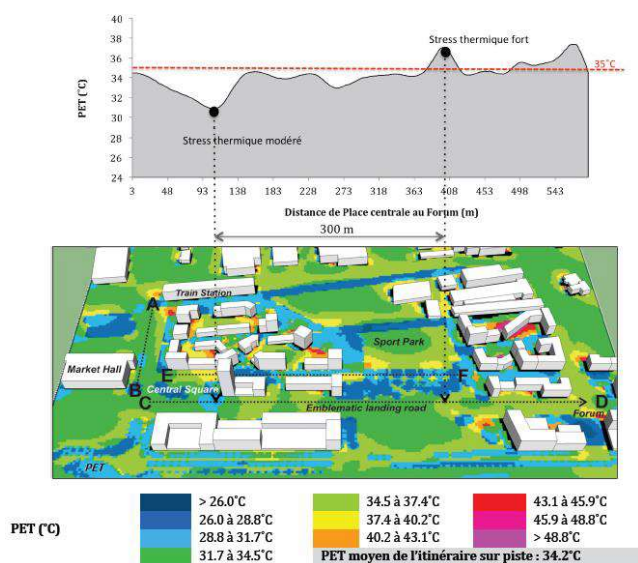 40
38
36
34
32
30
28
26
24
PET (°C)
Stress thermique fort
35°C
Stress thermique modéré
3 48 93 138 183 228 273 318 363 408 453 498 543
Distance de Place centrale au Forum (m)
300 m
A
Train Station
Sport Park
Market Hall
E
F
Central Square
B
C
D
Emblematic landing road
Forum
PET
PET (°C)
> 26.0°C
26.0 à 28.8°C
28.8 à 31.7°C
31.7 à 34.5°C
34.5 à 37.4°C
37.4 à 40.2°C
40.2 à 43.1°C
43.1 à 45.9°C
45.9 à 48.8°C
> 48.8°C
PET moyen de l'itinéraire sur piste : 34.2°C